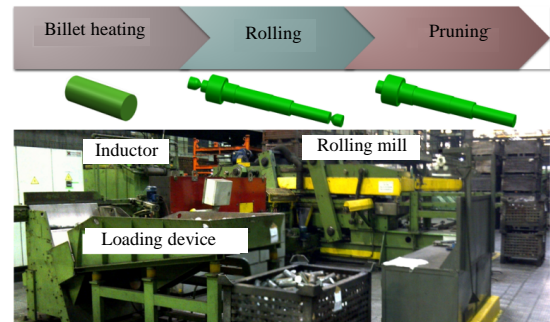 Billet heating
Rolling
Pruning
Inductor
Rolling mill
Loading device